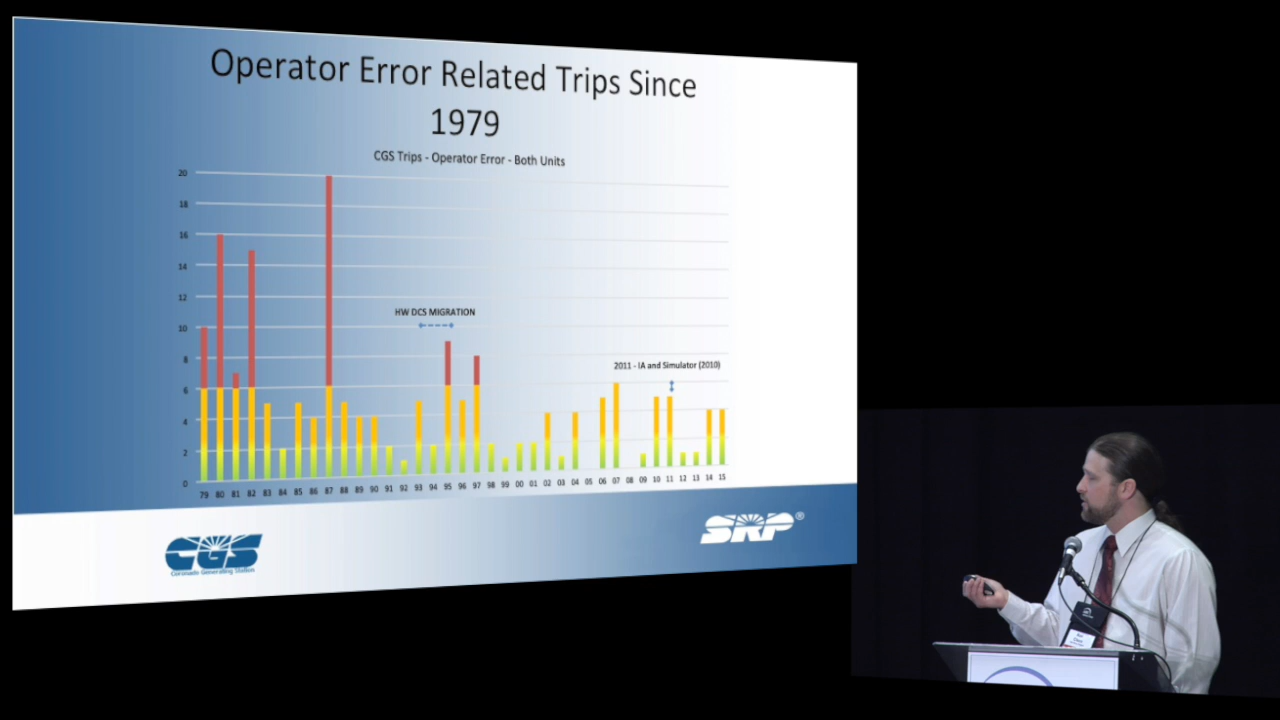 Operator Error Related Trips Since
1979
CGS Trips - Operator Error - Both Units
20
18
16
14
12
10
8
6
4
2
0
HW DCS MIGRATION
2011 - IA and Simulator (2010)
79 80 81 82 83 84 85 86 87 88 89 90 91 92 93 94 95 96 97 98 99 00 01 02 03 04 05 06 07 08 09 10 11 12 13 14 15
CGS
Coronado Generating Station
SRP®